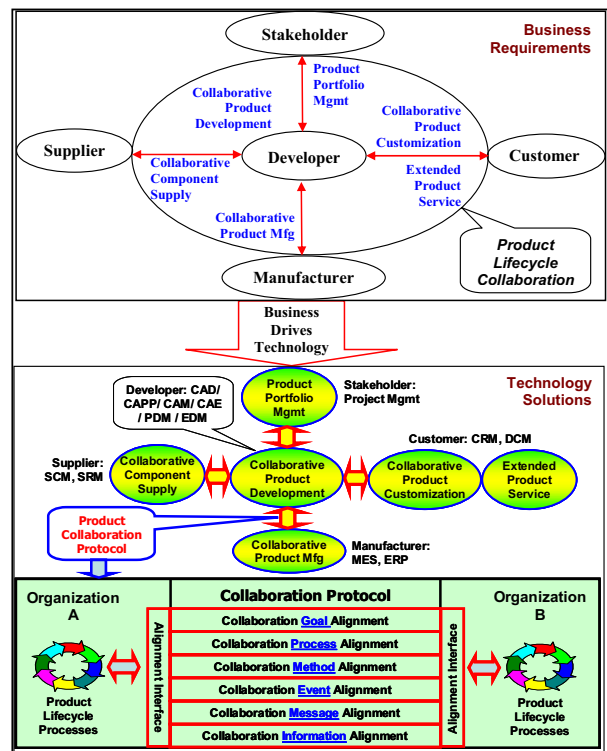 Stakeholder
Business
Requirements
Product
Portfolio
Mgmt
Collaborative
Product
Development
Collaborative
Product
Customization
Supplier
Developer
Customer
Collaborative
Component
Supply
Extended
Product
Service
Collaborative
Product Mfg
Product
Lifecycle
Collaboration
Manufacturer
Business
Drives
Technology
Developer: CAD/
CAPP/ CAM/ CAE
/ PDM / EDM
Product
Portfolio
Mgmt
Stakeholder:
Project Mgmt
Technology
Solutions
Customer: CRM, DCM
Supplier:
SCM, SRM
Collaborative
Component
Supply
Collaborative
Product
Development
Collaborative
Product
Customization
Extended
Product
Service
Product
Collaboration
Protocol
Collaborative
Product Mfg
Manufacturer:
MES, ERP
Organization
A
Collaboration Protocol
Organization
B
Alignment Interface
Collaboration Goal Alignment
Collaboration Process Alignment
Collaboration Method Alignment
Collaboration Event Alignment
Collaboration Message Alignment
Collaboration Information Alignment
Alignment Interface
Product
Lifecycle
Processes
Product
Lifecycle
Processes